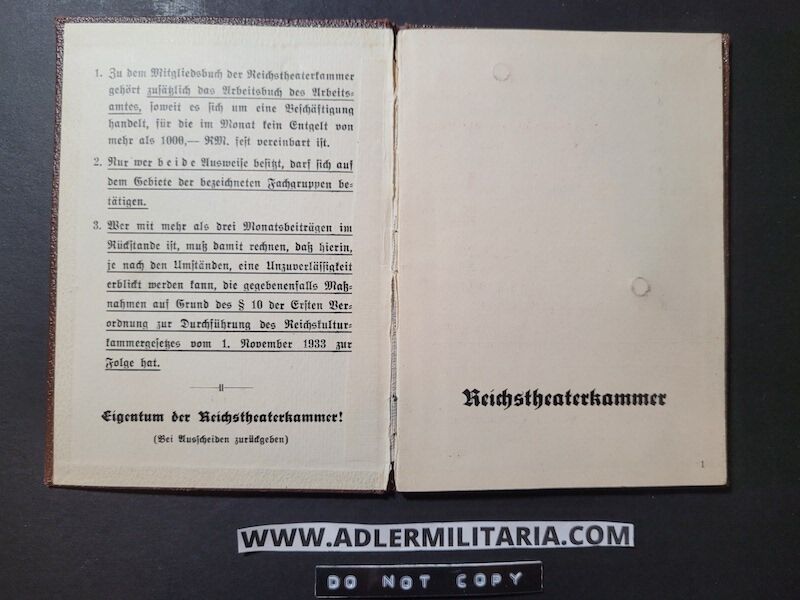 1. Zu dem Mitgliedsbuch der Reichstheaterkammer
gehört zusätzlich das Arbeitsbuch des Arbeits-
amtes, soweit es sich um eine Beschäftigung
handelt, für die im Monat kein Entgelt von
mehr als 1000,— RM. fest vereinbart ist.
2. Nur wer beide Ausweise besitzt, darf sich auf
dem Gebiete der bezeichneten Fachgruppen be-
tätigen.
3. Wer mit mehr als drei Monatsbeiträgen im
Rückstande ist, muß damit rechnen, daß hierin,
je nach den Umständen, eine Unzuverlässigkeit
erblickt werden kann, die gegebenenfalls Maß-
nahmen auf Grund des § 10 der Ersten Ver-
ordnung zur Durchführung des Reichskultur-
kammergesetzes vom 1. November 1933 zur
Folge hat.
Eigentum der Reichstheaterkammer!
(Bei Ausscheiden zurückgeben)
Reichstheaterkammer
1
WWW.ADLERMILITARIA.COM
DO NOT COPY